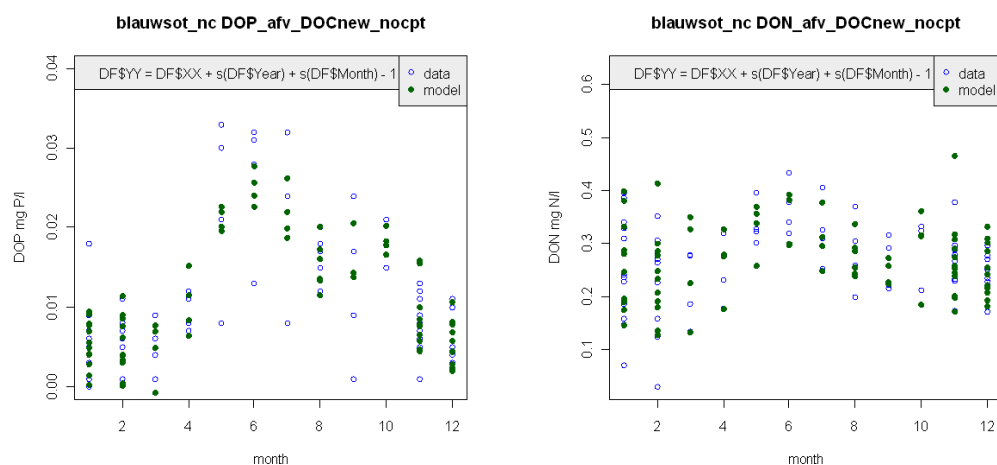 blauwsot_nc DOP_afv_DOCnew_nocpt
DF$YY = DF$XX + s(DF$Year) + s(DF$Month) - 1
data
model
0.04
0.03
0.02
0.01
0.00
DOP mg P/l
2
4
6
8
10
12
month
blauwsot_nc DON_afv_DOCnew_nocpt
DF$YY = DF$XX + s(DF$Year) + s(DF$Month) - 1
data
model
0.6
0.5
0.4
0.3
0.2
0.1
DON mg N/l
2
4
6
8
10
12
month